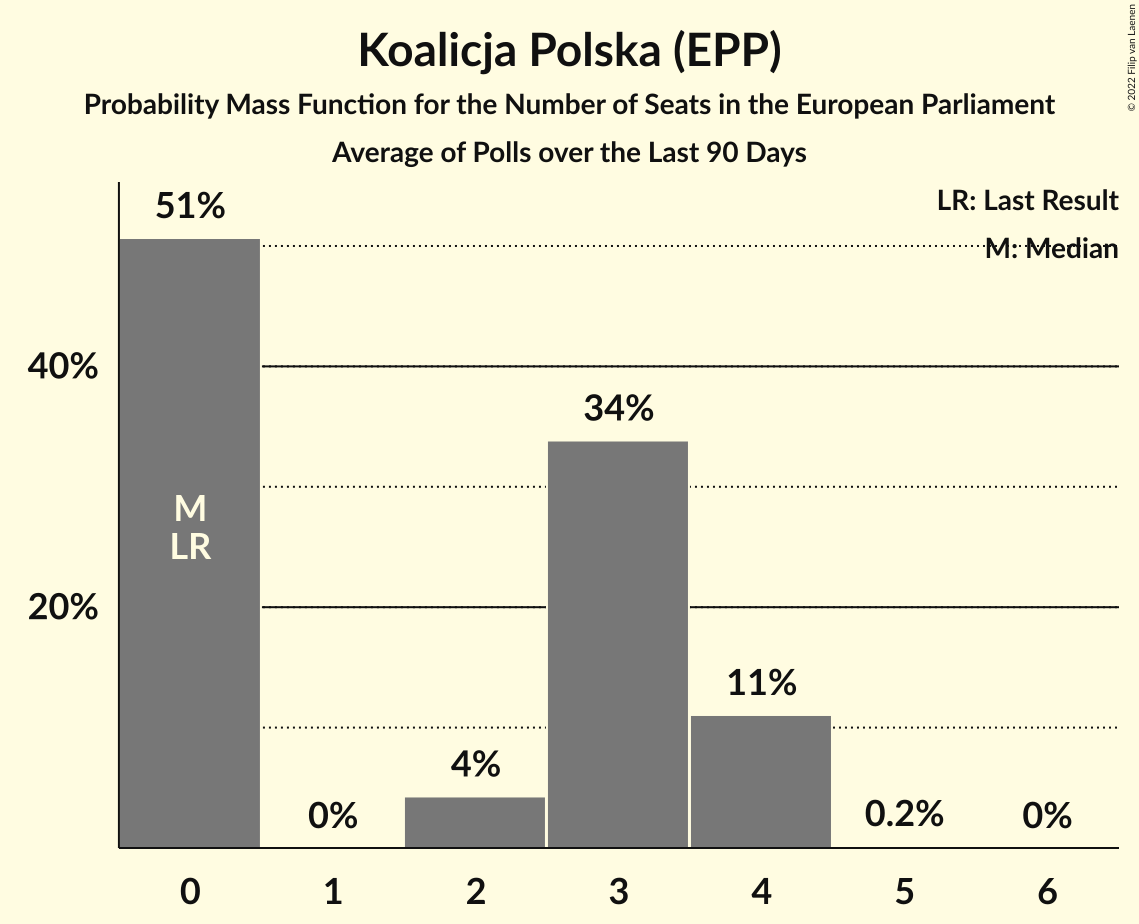 Koalicja Polska (EPP)
Probability Mass Function for the Number of Seats in the European Parliament
Average of Polls over the Last 90 Days
© 2022 Filip van Laenen
LR: Last Result
M: Median
51%
40%
34%
M
LR
20%
11%
4%
0%
0.2%
0%
0 1 2 3 4 5 6